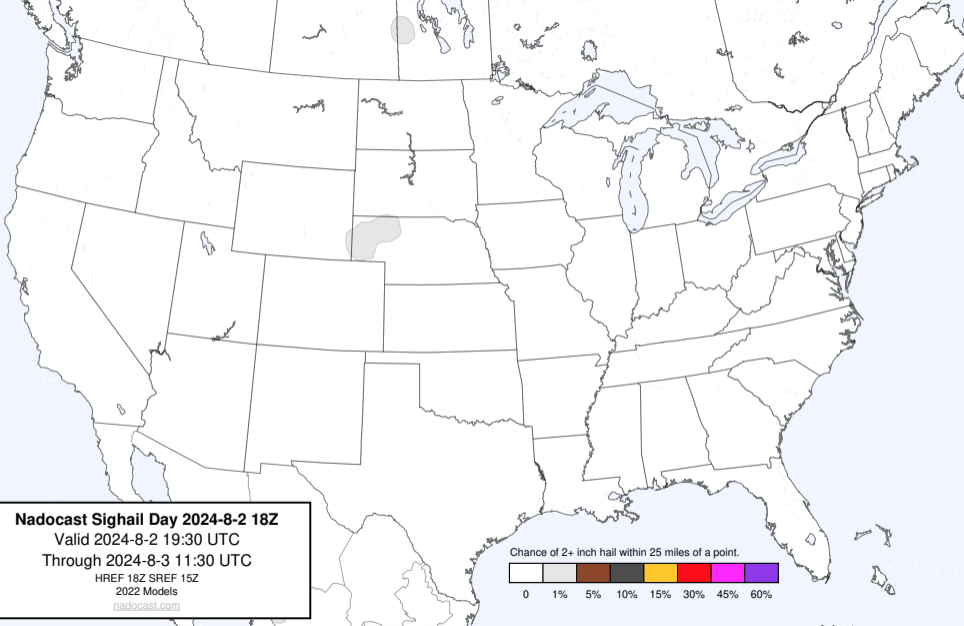 Nadocast Sighail Day 2024-8-2 18Z
Valid 2024-8-2 19:30 UTC
Through 2024-8-3 11:30 UTC
HREF 18Z SREF 15Z
2022 Models
nadocast.com
Chance of 2+ inch hail within 25 miles of a point.
0 1% 5% 10% 15% 30% 45% 60%